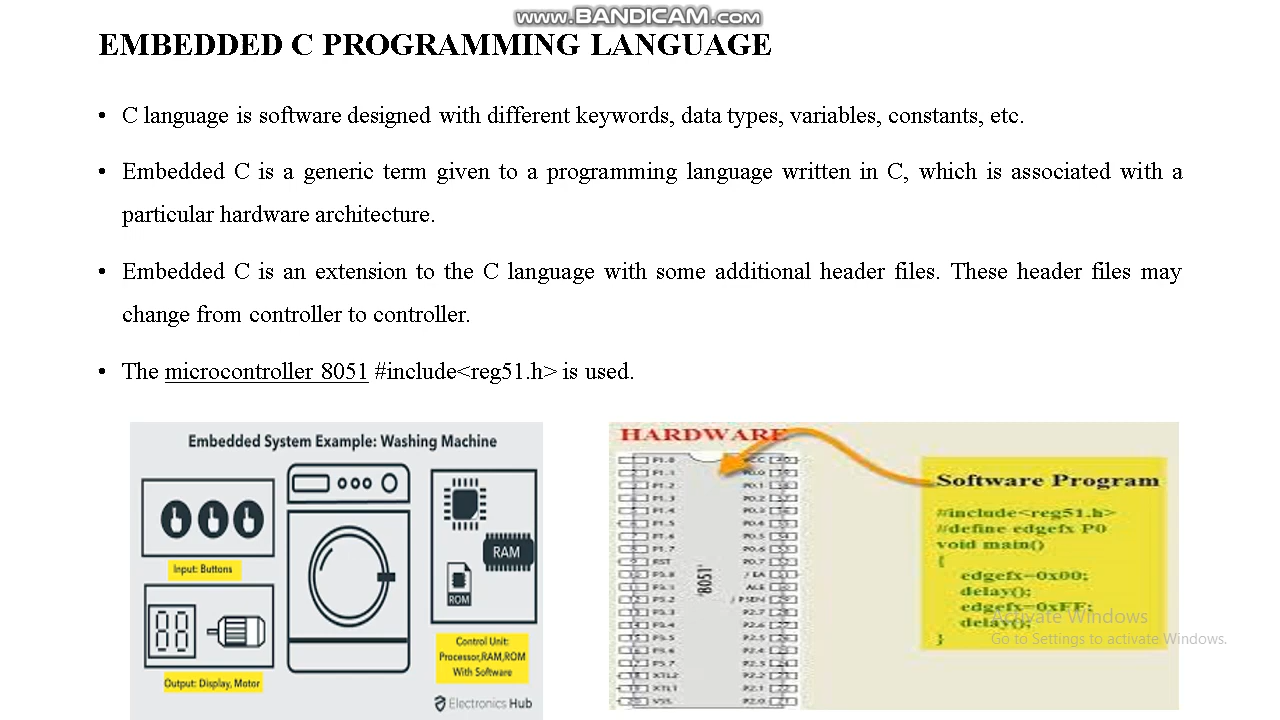 www.BANDICAM.com
EMBEDDED C PROGRAMMING LANGUAGE
• C language is software designed with different keywords, data types, variables, constants, etc.
• Embedded C is a generic term given to a programming language written in C, which is associated with a
particular hardware architecture.
• Embedded C is an extension to the C language with some additional header files. These header files may
change from controller to controller.
• The microcontroller 8051 #include<reg51.h> is used.
Embedded System Example: Washing Machine
Input: Buttons
Output: Display, Motor
RAM
ROM
Control Unit:
Processor,RAM,ROM
With Software
Electronics Hub
HARDWARE
P1.0 VCC
P1.1 P0.0
P1.2 P0.1
P1.3 P0.2
P1.4 P0.3
P1.5 P0.4
P1.6 P0.5
P1.7 P0.6
RST P0.7
P3.0 / EA
P3.1 ALE
P3.2 / PSEN
P3.3 P2.7
P3.4 P2.6
P3.5 P2.5
P3.6 P2.4
P3.7 P2.3
XTL2 P2.2
XTL1 P2.1
VSS P2.0
'8051'
Software Program
#include<reg51.h>
#define edgefx P0
void main()
{
edgefx=0x00;
delay();
edgefx=0xFF;
delay();
}
Activate Windows
Go to Settings to activate Windows.